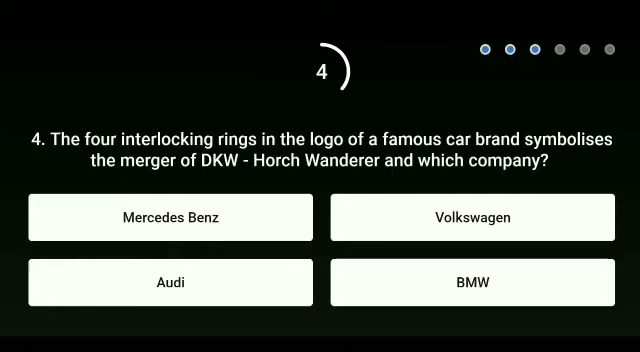 4
4. The four interlocking rings in the logo of a famous car brand symbolises
the merger of DKW - Horch Wanderer and which company?
Mercedes Benz
Volkswagen
Audi
BMW